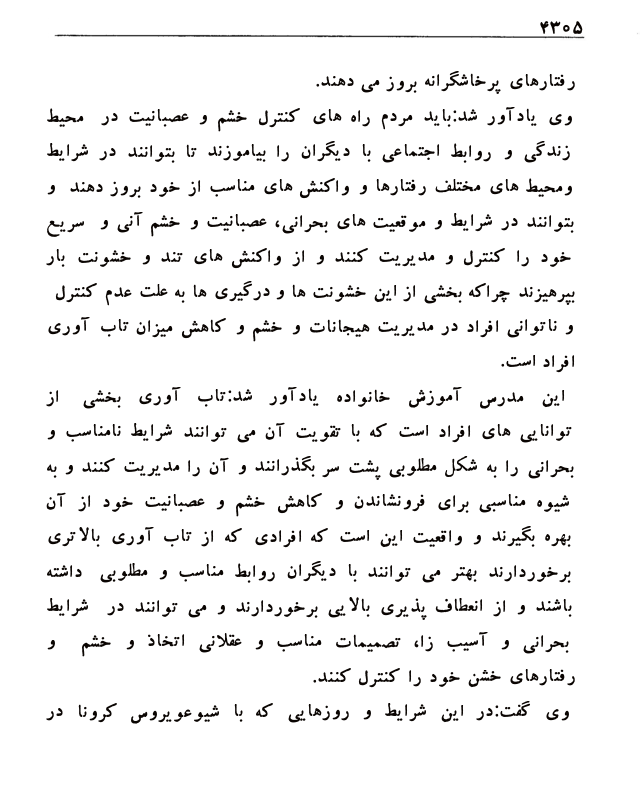 ۴۳۰۵
رفتارهای پرخاشگرانه بروز می دهند.
وی یادآور شد:باید مردم راه های کنترل خشم و عصبانیت در محیط
زندگی و روابط اجتماعی با دیگران را بیاموزند تا بتوانند در شرایط
ومحیط های مختلف رفتارها و واکنش های مناسب از خود بروز دهند و
بتوانند در شرایط و موقعیت های بحرانی، عصبانیت و خشم آنی و سریع
خود را کنترل و مدیریت کنند و از واکنش های تند و خشونت بار
بپرهیزند چراکه بخشی از این خشونت ها و درگیری ها به علت عدم کنترل
و ناتوانی افراد در مدیریت هیجانات و خشم و کاهش میزان تاب آوری
افراد است.
این مدرس آموزش خانواده یادآور شد:تاب آوری بخشی از
توانایی های افراد است که با تقویت آن می توانند شرایط نامناسب و
بحرانی را به شکل مطلوبی پشت سر بگذرانند و آن را مدیریت کنند و به
شیوه مناسبی برای فرونشاندن و کاهش خشم و عصبانیت خود از آن
بهره بگیرند و واقعیت این است که افرادی که از تاب آوری بالاتری
برخوردارند بهتر می توانند با دیگران روابط مناسب و مطلوبی داشته
باشند و از انعطاف پذیری بالایی برخوردارند و می توانند در شرایط
بحرانی و آسیب زا، تصمیمات مناسب و عقلانی اتخاذ و خشم و
رفتارهای خشن خود را کنترل کنند.
وی گفت:در این شرایط و روزهایی که با شیوعویروس کرونا در